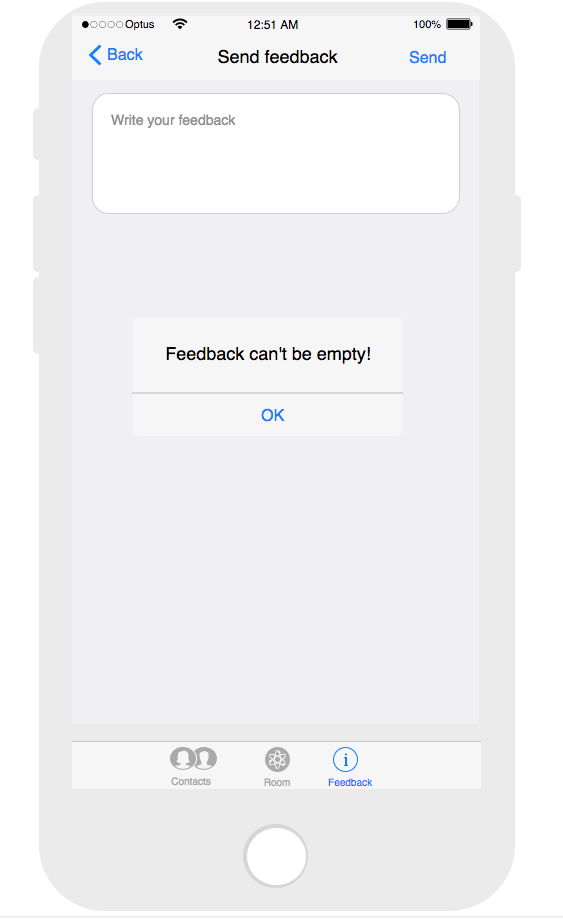 Optus 12:51 AM 100%
Back Send feedback Send
Write your feedback
Feedback can't be empty!
OK
Contacts Room Feedback